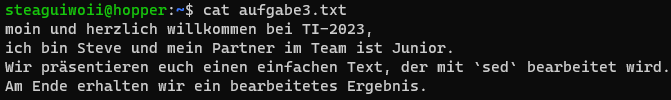 steaguiwoii@hopper:~$ cat aufgabe3.txt
moin und herzlich willkommen bei TI-2023,
ich bin Steve und mein Partner im Team ist Junior.
Wir präsentieren euch einen einfachen Text, der mit `sed` bearbeitet wird.
Am Ende erhalten wir ein bearbeitetes Ergebnis.